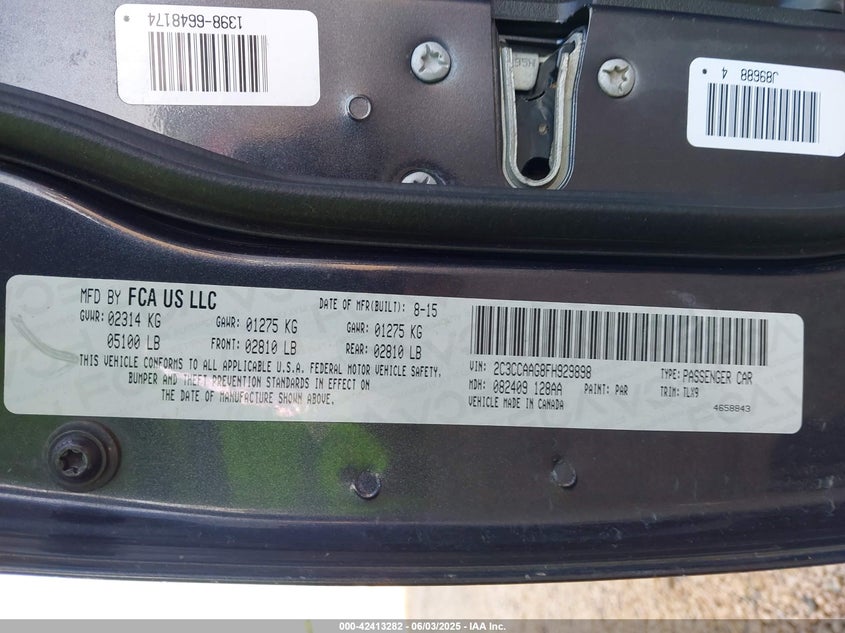 1398-6648174
J89688 4
MFD BY FCA US LLC
DATE OF MFR(BUILT): 8-15
GVWR: 02314 KG GAWR: 01275 KG GAWR: 01275 KG
05100 LB FRONT: 02810 LB REAR: 02810 LB
THIS VEHICLE CONFORMS TO ALL APPLICABLE U.S.A. FEDERAL MOTOR VEHICLE SAFETY,
BUMPER AND THEFT PREVENTION STANDARDS IN EFFECT ON
THE DATE OF MANUFACTURE SHOWN ABOVE.
VIN: 2C3CCAAG8FH929898 TYPE: PASSENGER CAR
MDH: 082409 128AA PAINT: PAR TRIM: TLX9
VEHICLE MADE IN CANADA 4658843
000-42413282 - 06/03/2025 - IAA Inc.